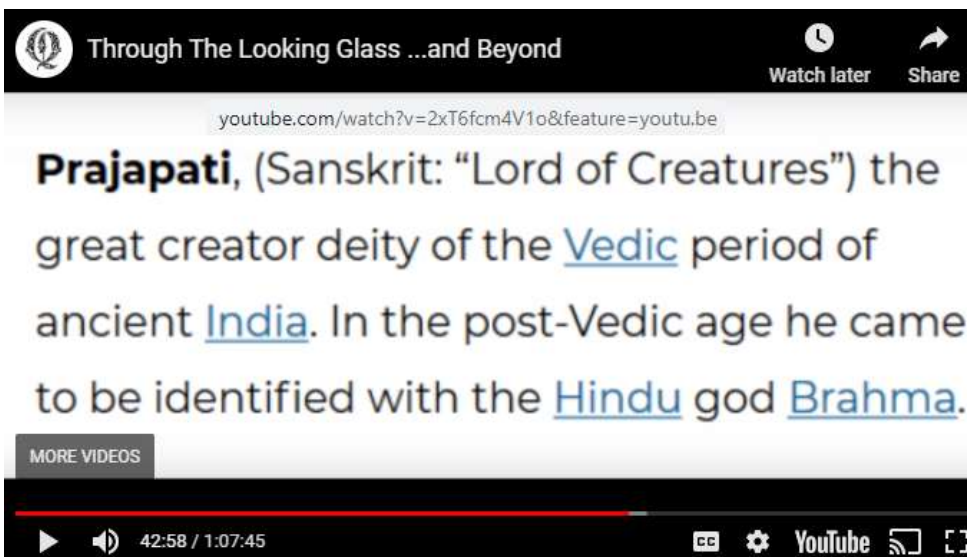 Through The Looking Glass ...and Beyond
Watch later
Share
youtube.com/watch?v=2xT6fcm4V1o&feature=youtu.be
Prajapati, (Sanskrit: “Lord of Creatures”) the
great creator deity of the Vedic period of
ancient India. In the post-Vedic age he came
to be identified with the Hindu god Brahma.
MORE VIDEOS
42:58 / 1:07:45
CC
YouTube